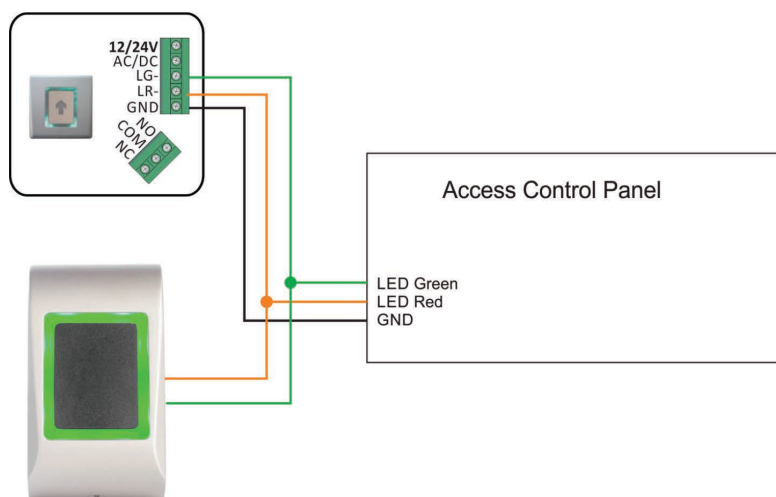 12/24V
AC/DC
LG-
LR-
GND
NO
COM
NC
Access Control Panel
LED Green
LED Red
GND